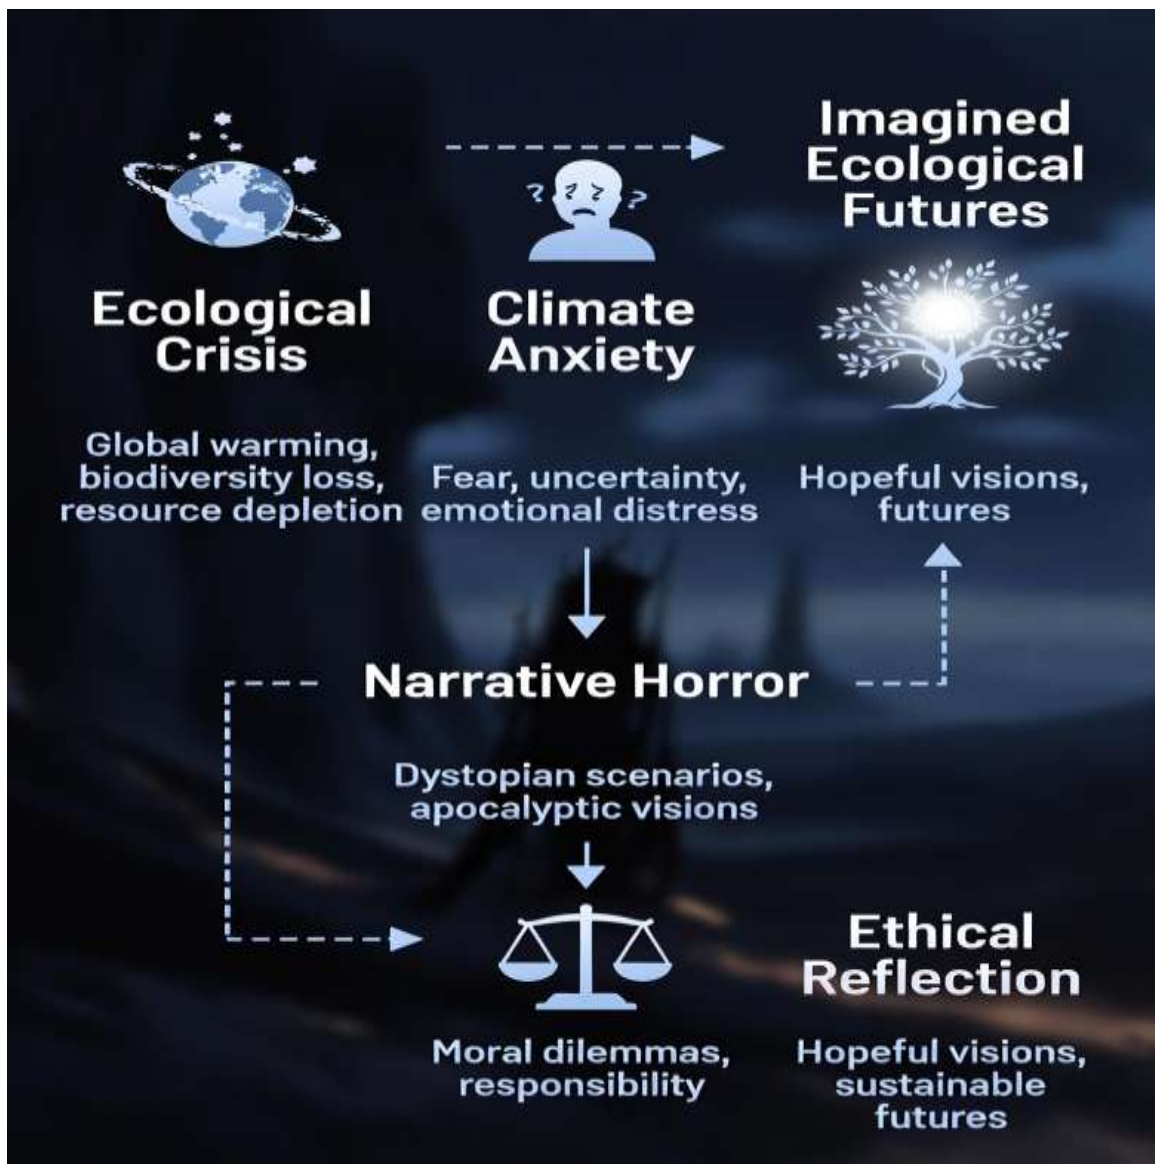 Imagined
Ecological
Futures
? ? ? ?
Ecological
Crisis
Climate
Anxiety
Global warming,
biodiversity loss,
resource depletion
Fear, uncertainty,
emotional distress
Hopeful visions,
futures
Narrative Horror
Dystopian scenarios,
apocalyptic visions
Ethical
Reflection
Moral dilemmas,
responsibility
Hopeful visions,
sustainable
futures